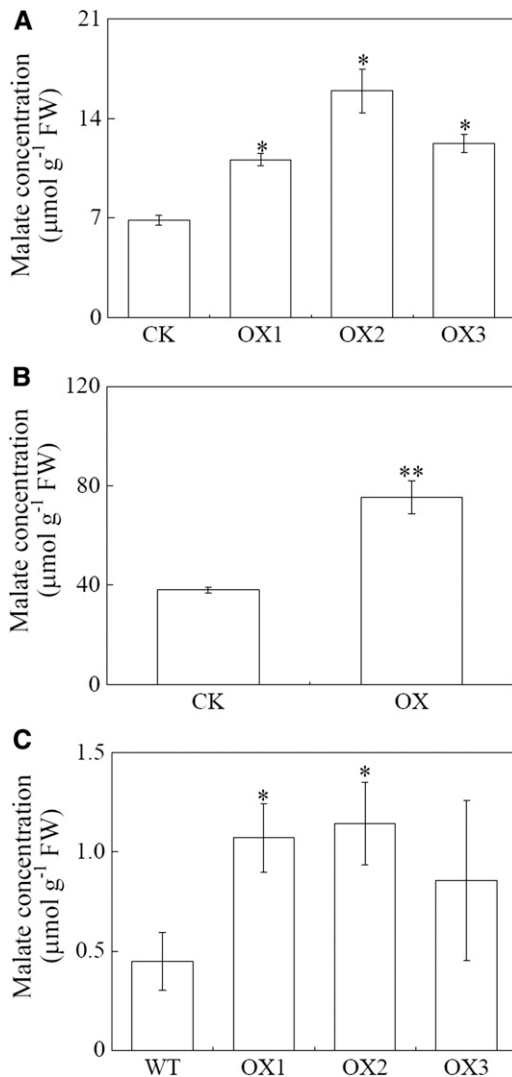 A
Malate concentration
(μmol g⁻¹ FW)
21
14
7
0
*
*
*
CK OX1 OX2 OX3
B
Malate concentration
(μmol g⁻¹ FW)
120
80
40
0
**
CK OX
C
Malate concentration
(μmol g⁻¹ FW)
1.5
1.0
0.5
0
*
*
WT OX1 OX2 OX3